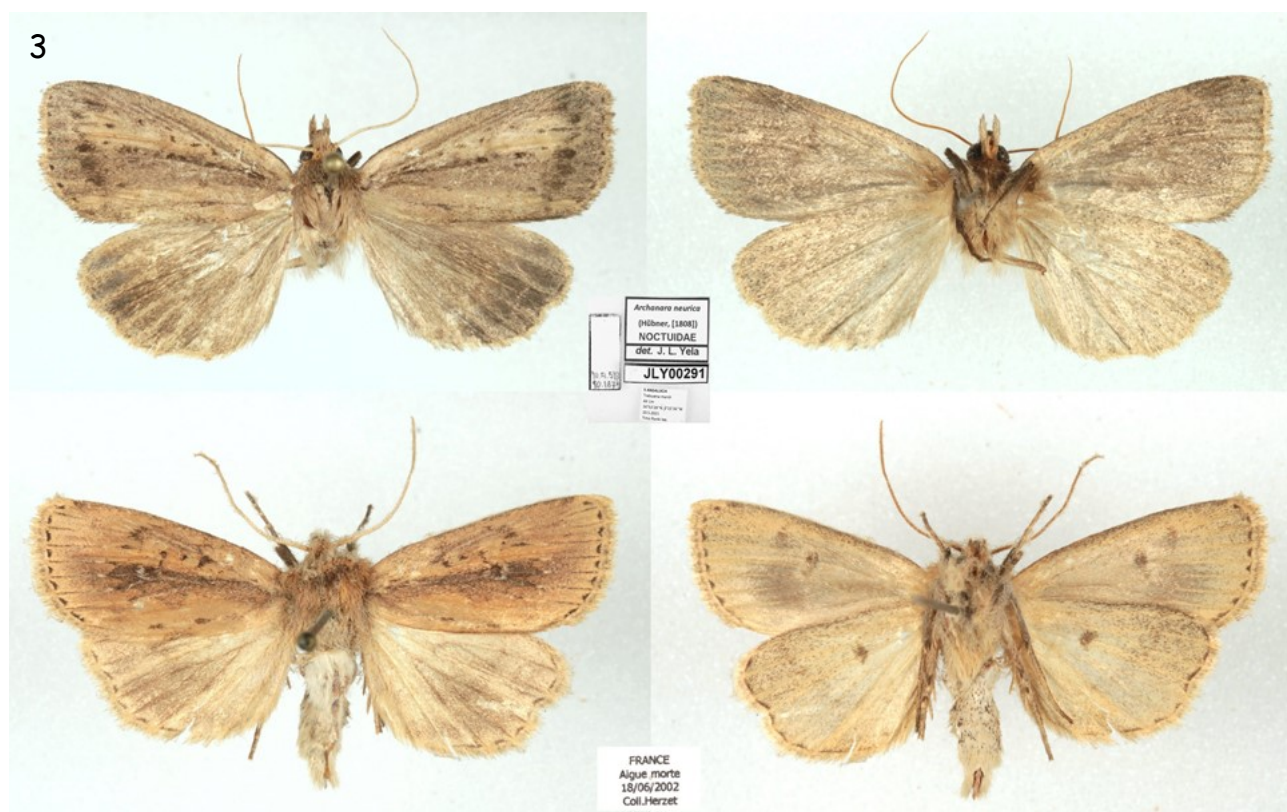 3
Archanara neurica
(Hübner, [1808])
NOCTUIDAE
det. J. L. Yela
JLY00291
FRANCE
Aigue morte
18/06/2002
Coll.Herzet